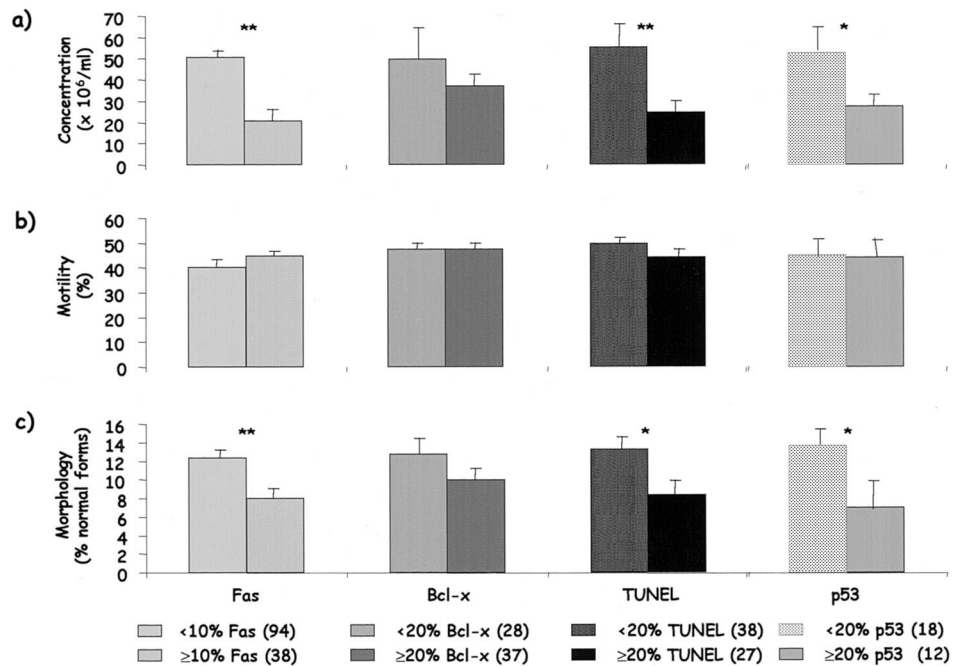 a)
Concentration
(x 10⁶/ml)
70
60
50
40
30
20
10
0
**
**
*
b)
Motility
(%)
60
50
40
30
20
10
0
c)
Morphology
(% normal forms)
16
14
12
10
8
6
4
2
0
**
*
*
Fas
Bcl-x
TUNEL
p53
<10% Fas (94)
<20% Bcl-x (28)
<20% TUNEL (38)
<20% p53 (18)
≥10% Fas (38)
≥20% Bcl-x (37)
≥20% TUNEL (27)
≥20% p53 (12)